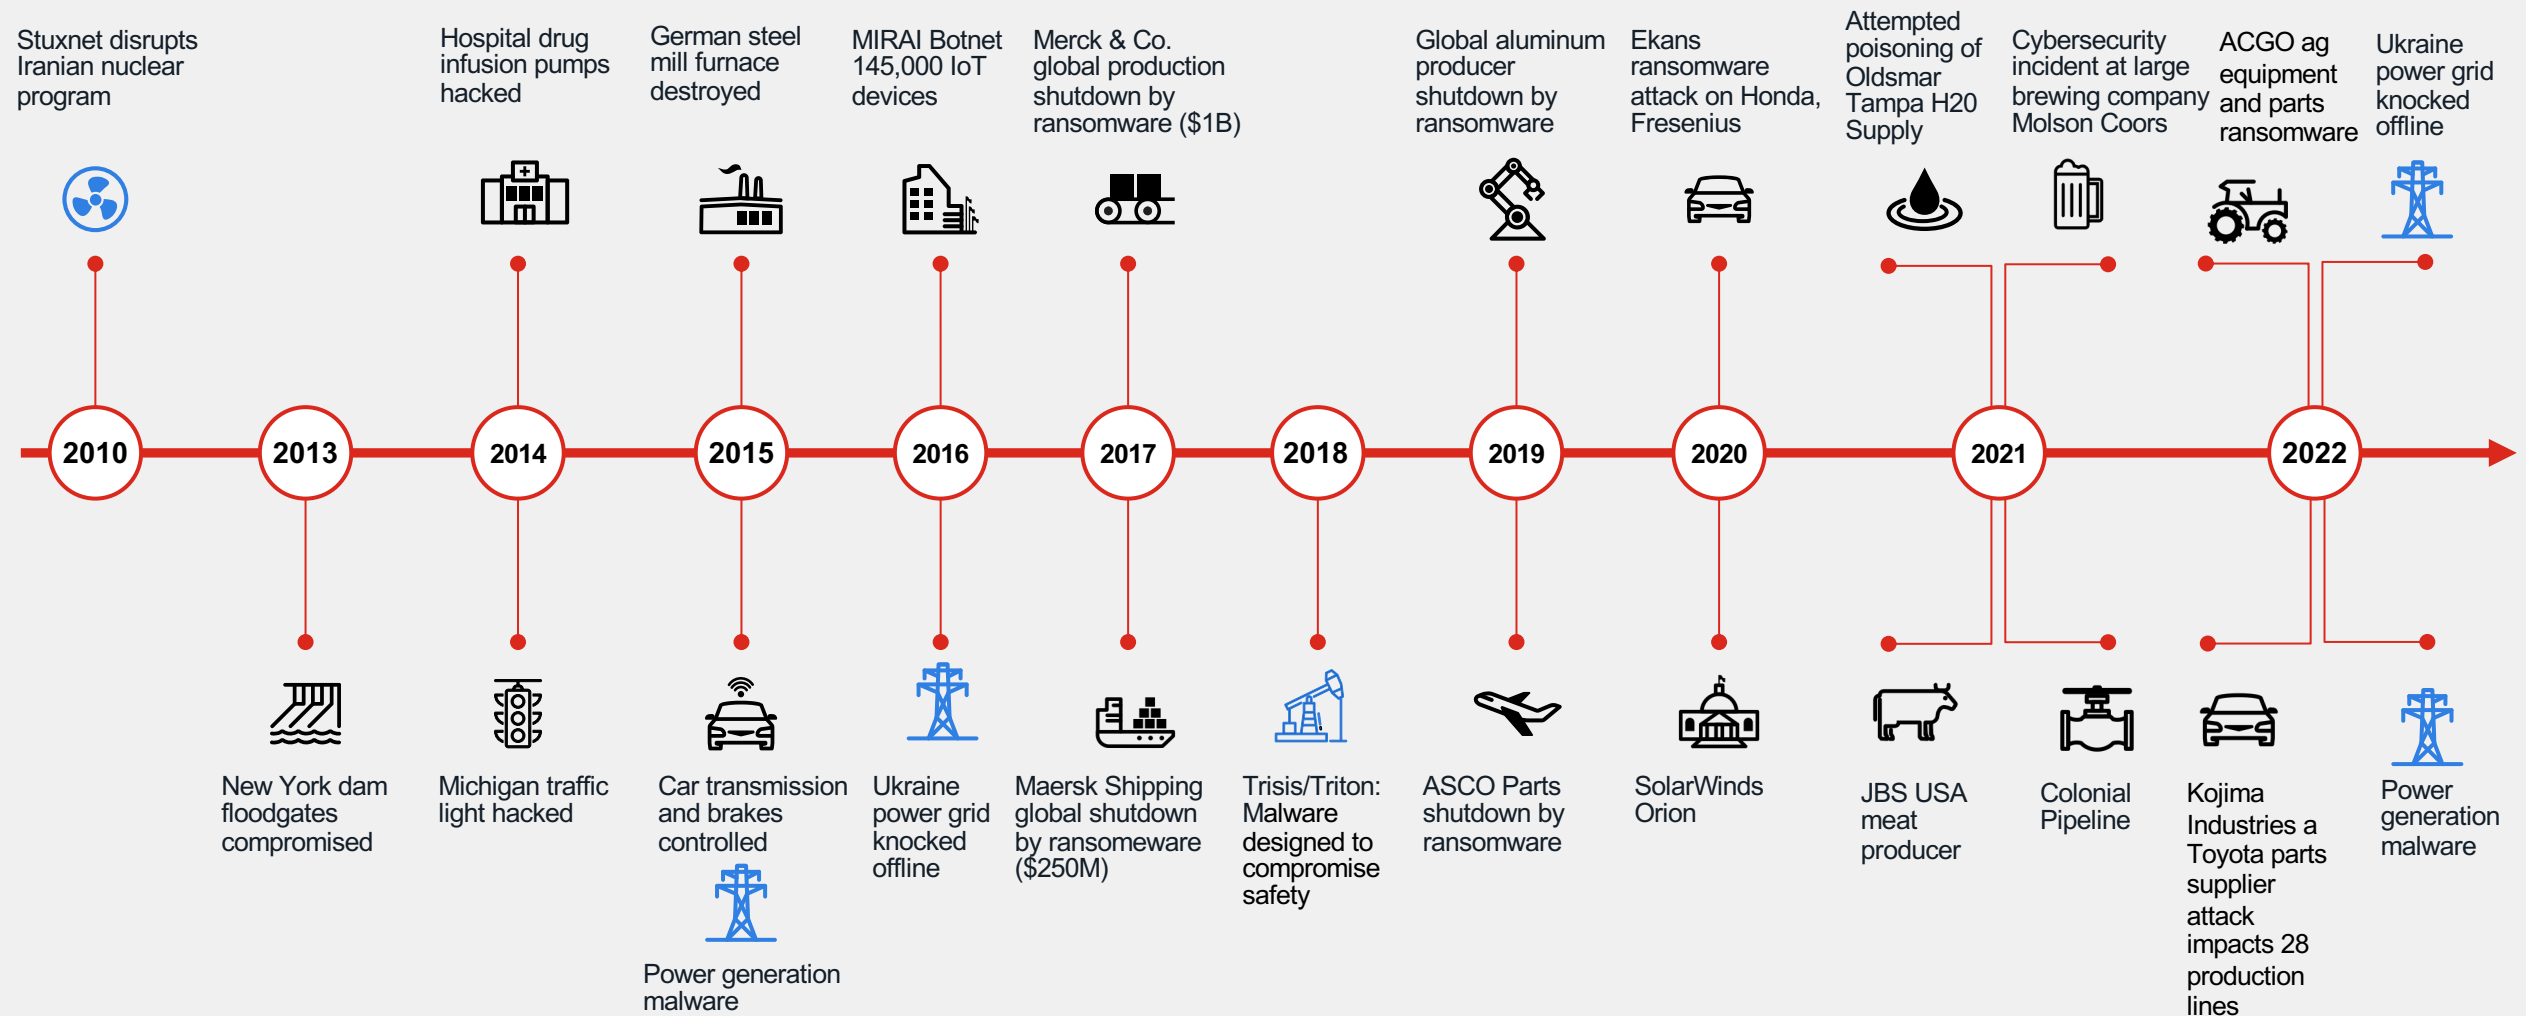 Stuxnet disrupts
Iranian nuclear
program
Hospital drug
infusion pumps
hacked
German steel
mill furnace
destroyed
MIRAI Botnet
145,000 IoT
devices
Merck & Co.
global production
shutdown by
ransomware ($1B)
Global aluminum
producer
shutdown by
ransomware
Ekans
ransomware
attack on Honda,
Fresenius
Attempted
poisoning of
Oldsmar
Tampa H20
Supply
Cybersecurity
incident at large
brewing company
Molson Coors
ACGO ag
equipment
and parts
ransomware
Ukraine
power grid
knocked
offline
2010
2013
2014
2015
2016
2017
2018
2019
2020
2021
2022
New York dam
floodgates
compromised
Michigan traffic
light hacked
Car transmission
and brakes
controlled
Power generation
malware
Ukraine
power grid
knocked
offline
Maersk Shipping
global shutdown
by ransomeware
($250M)
Trisis/Triton:
Malware
designed to
compromise
safety
ASCO Parts
shutdown by
ransomware
SolarWinds
Orion
JBS USA
meat
producer
Colonial
Pipeline
Kojima
Industries a
Toyota parts
supplier
attack
impacts 28
production
lines
Power
generation
malware